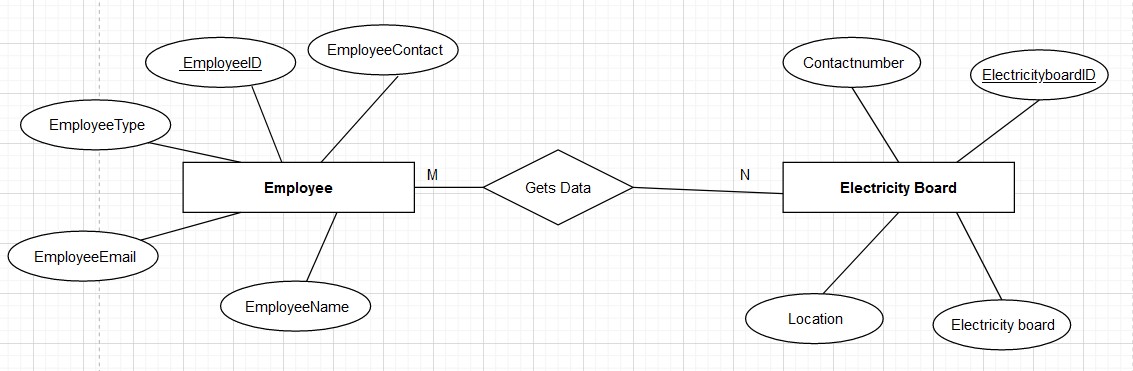 EmployeeID
EmployeeContact
Contactnumber
ElectricityboardID
EmployeeType
Employee
M
Gets Data
N
Electricity Board
EmployeeEmail
EmployeeName
Location
Electricity board